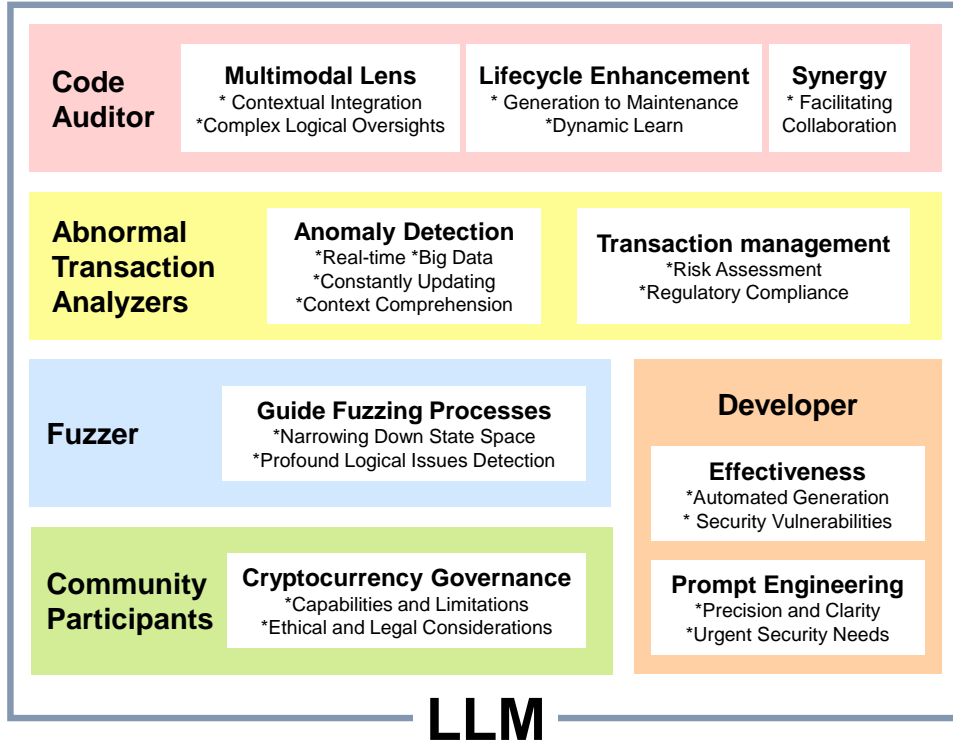 Code
Auditor
Multimodal Lens
* Contextual Integration
*Complex Logical Oversights
Lifecycle Enhancement
* Generation to Maintenance
*Dynamic Learn
Synergy
* Facilitating
Collaboration
Abnormal
Transaction
Analyzers
Anomaly Detection
*Real-time *Big Data
*Constantly Updating
*Context Comprehension
Transaction management
*Risk Assessment
*Regulatory Compliance
Fuzzer
Guide Fuzzing Processes
*Narrowing Down State Space
*Profound Logical Issues Detection
Developer
Effectiveness
*Automated Generation
* Security Vulnerabilities
Prompt Engineering
*Precision and Clarity
*Urgent Security Needs
Community
Participants
Cryptocurrency Governance
*Capabilities and Limitations
*Ethical and Legal Considerations
LLM